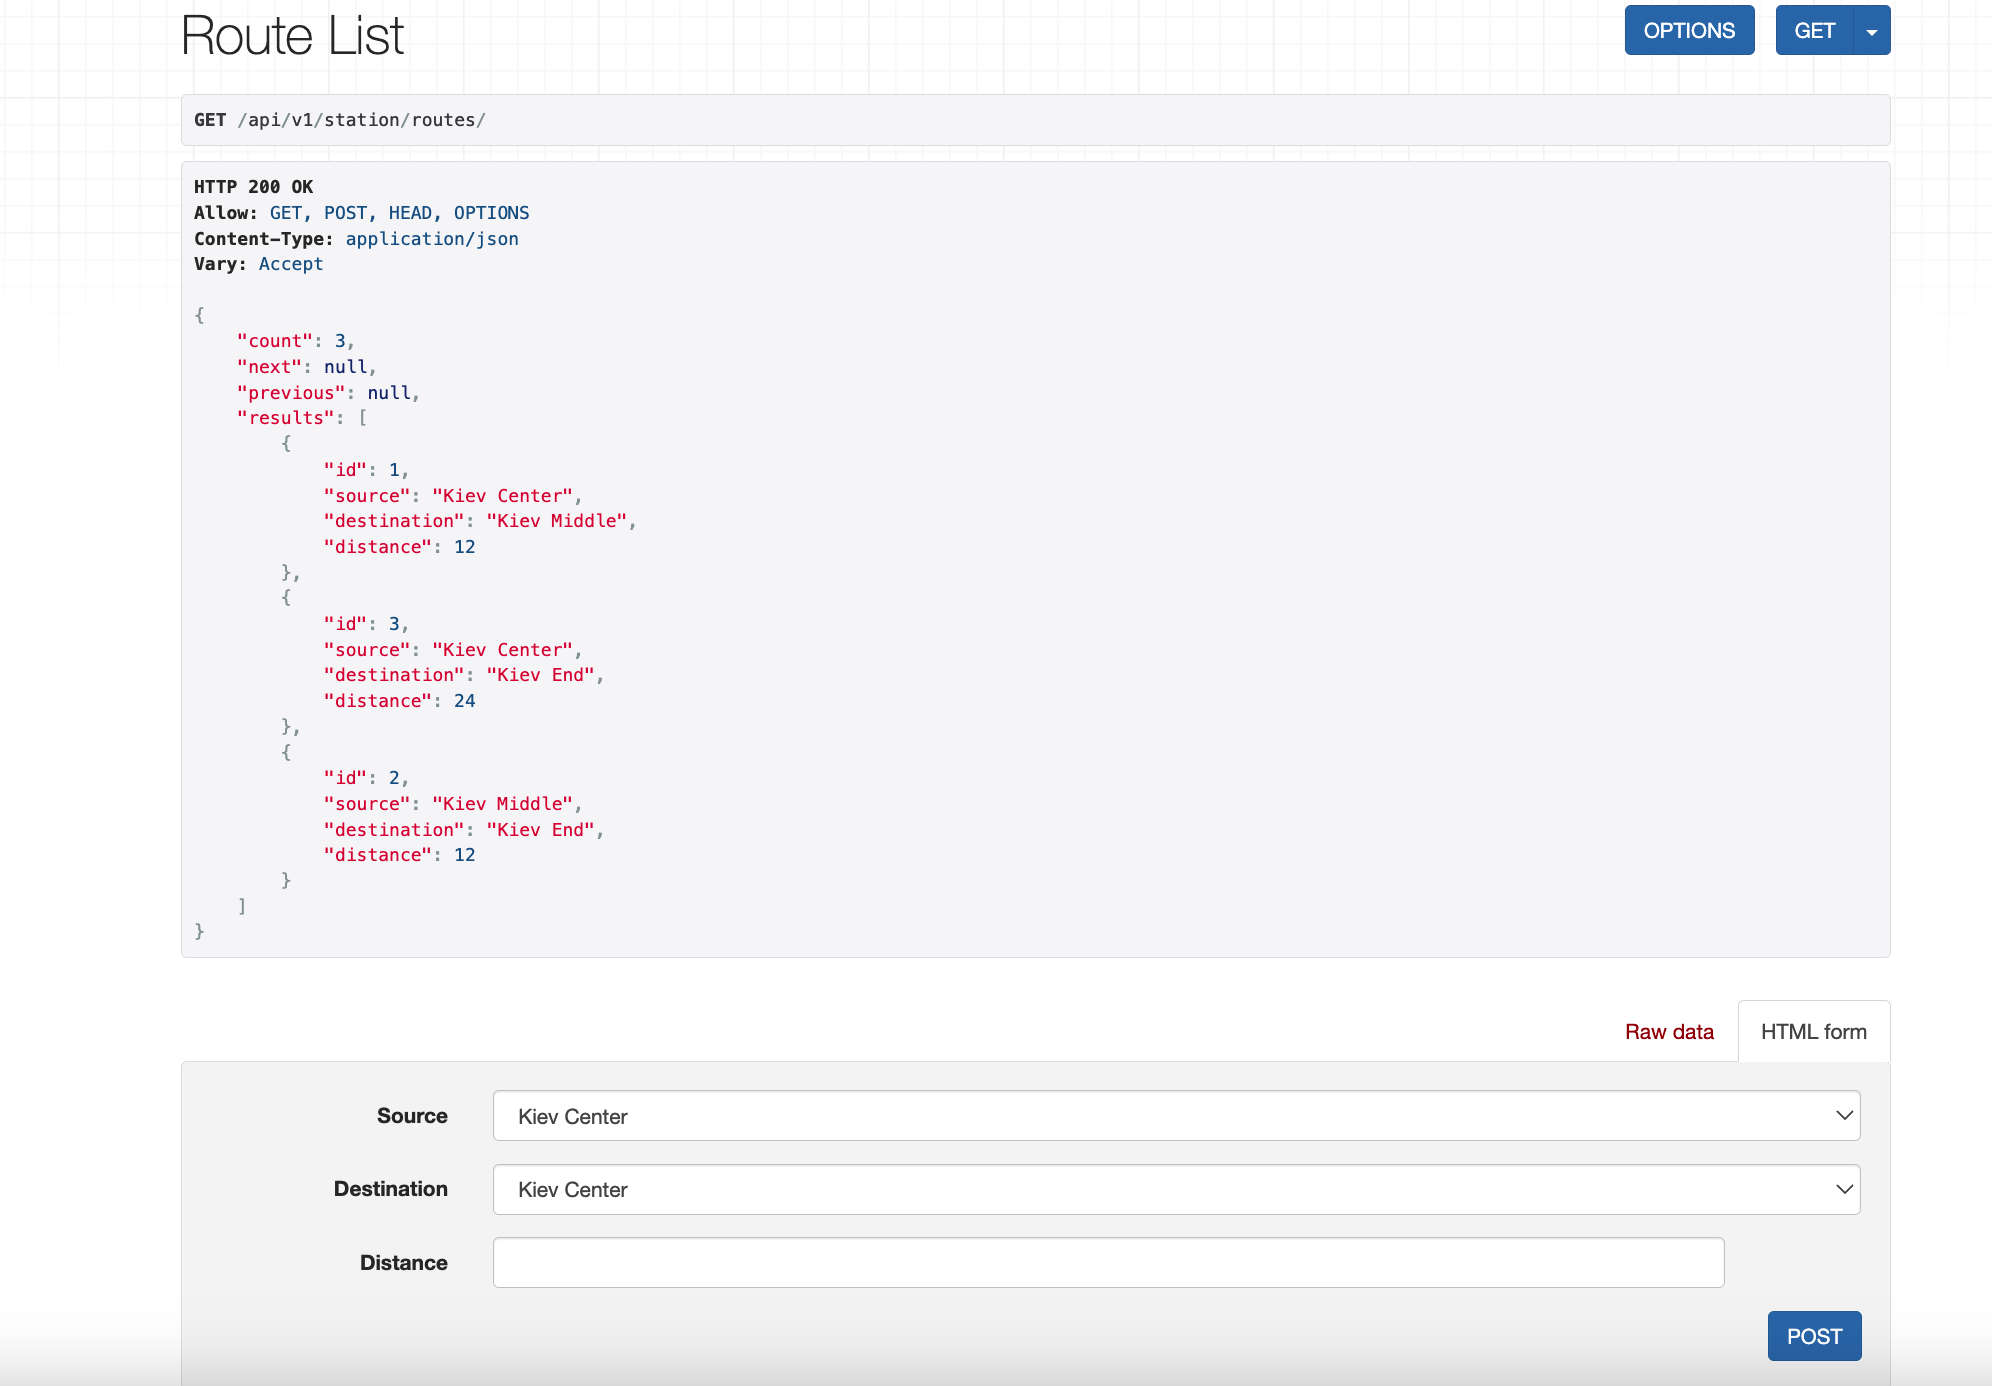 Route List
OPTIONS
GET
GET /api/v1/station/routes/
HTTP 200 OK
Allow: GET, POST, HEAD, OPTIONS
Content-Type: application/json
Vary: Accept
{
"count": 3,
"next": null,
"previous": null,
"results": [
{
"id": 1,
"source": "Kiev Center",
"destination": "Kiev Middle",
"distance": 12
},
{
"id": 3,
"source": "Kiev Center",
"destination": "Kiev End",
"distance": 24
},
{
"id": 2,
"source": "Kiev Middle",
"destination": "Kiev End",
"distance": 12
}
]
}
Raw data
HTML form
Source
Kiev Center
Destination
Kiev Center
Distance
POST